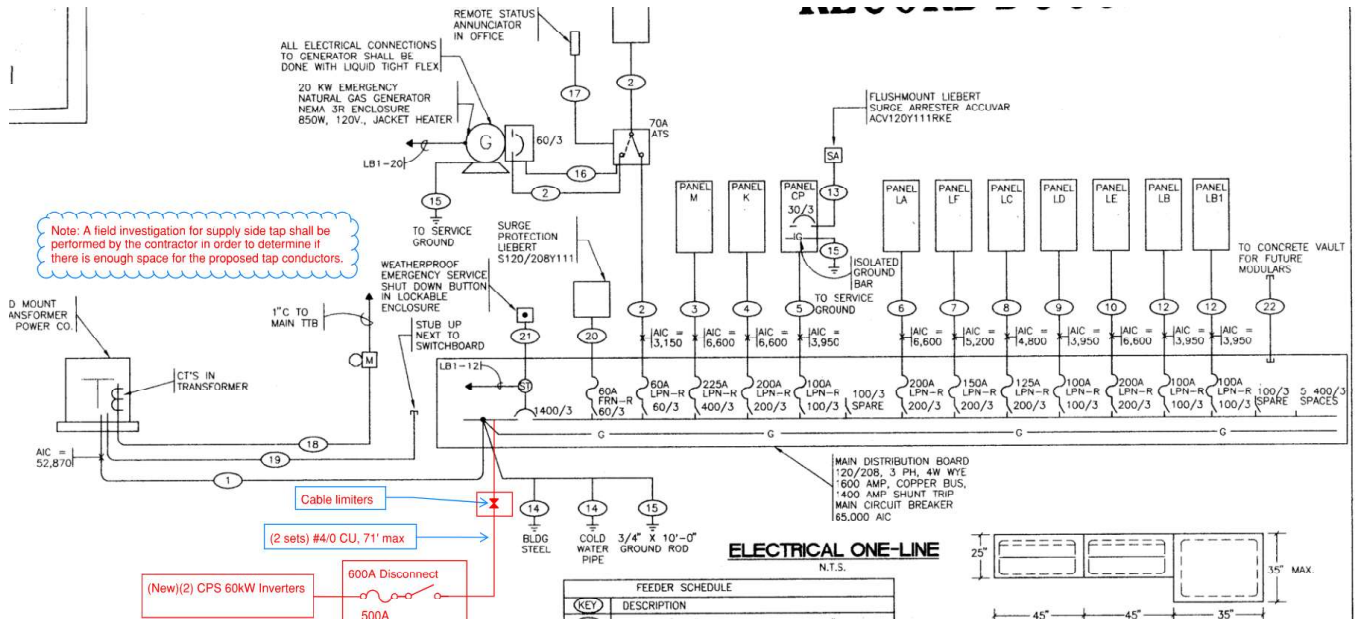 REMOTE STATUS
ANNUNCIATOR
IN OFFICE
ALL ELECTRICAL CONNECTIONS
TO GENERATOR SHALL BE
DONE WITH LIQUID TIGHT FLEX
20 KW EMERGENCY
NATURAL GAS GENERATOR
NEMA 3R ENCLOSURE
850W, 120V., JACKET HEATER
2
17
70A
ATS
G
60/3
LB1-20
16
2
15
TO SERVICE
GROUND
FLUSHMOUNT LIEBERT
SURGE ARRESTER ACCUVAR
ACV120Y111RKE
SA
13
PANEL
M
PANEL
K
PANEL
CP
30/3
IG
15
PANEL
LA
PANEL
LF
PANEL
LC
PANEL
LD
PANEL
LE
PANEL
LB
PANEL
LB1
ISOLATED
GROUND
BAR
TO SERVICE
GROUND
TO CONCRETE VAULT
FOR FUTURE
MODULARS
Note: A field investigation for supply side tap shall be
performed by the contractor in order to determine if
there is enough space for the proposed tap conductors.
SURGE
PROTECTION
LIEBERT
S120/208Y111
WEATHERPROOF
EMERGENCY SERVICE
SHUT DOWN BUTTON
IN LOCKABLE
ENCLOSURE
D MOUNT
ANSFORMER
POWER CO.
1"C TO
MAIN TTB
STUB UP
NEXT TO
SWITCHBOARD
M
CT'S IN
TRANSFORMER
T
21
20
2
3
4
5
6
7
8
9
10
12
12
22
AIC =
3,150
AIC =
6,600
AIC =
6,600
AIC =
3,950
AIC =
6,600
AIC =
5,200
AIC =
4,800
AIC =
3,950
AIC =
6,600
AIC =
3,950
AIC =
3,950
LB1-12
ST
1400/3
60A
FRN-R
60/3
60A
LPN-R
60/3
225A
LPN-R
400/3
200A
LPN-R
200/3
100A
LPN-R
100/3
100/3
SPARE
200A
LPN-R
200/3
150A
LPN-R
200/3
125A
LPN-R
200/3
100A
LPN-R
100/3
200A
LPN-R
200/3
100A
LPN-R
100/3
100A
LPN-R
100/3
100/3
SPARE
400/3
SPACES
G
G
G
G
18
19
1
AIC =
52,870
MAIN DISTRIBUTION BOARD
120/208, 3 PH, 4W WYE
1600 AMP, COPPER BUS,
1400 AMP SHUNT TRIP
MAIN CIRCUIT BREAKER
65,000 AIC
Cable limiters
(2 sets) #4/0 CU, 71' max
14
14
15
BLDG
STEEL
COLD
WATER
PIPE
3/4" X 10'-0"
GROUND ROD
ELECTRICAL ONE-LINE
N.T.S.
(New)(2) CPS 60kW Inverters
600A Disconnect
500A
FEEDER SCHEDULE
KEY
DESCRIPTION
25"
35" MAX.
45"
45"
35"